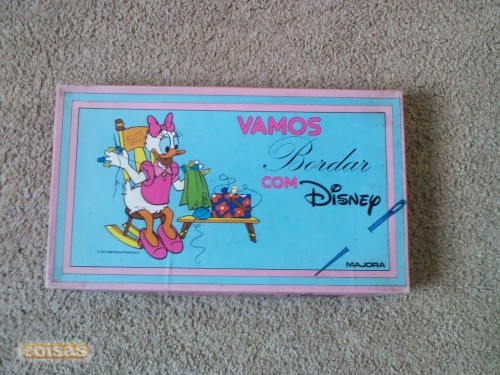 VAMOS
Bordar
COM Disney
MAJORA
coisas